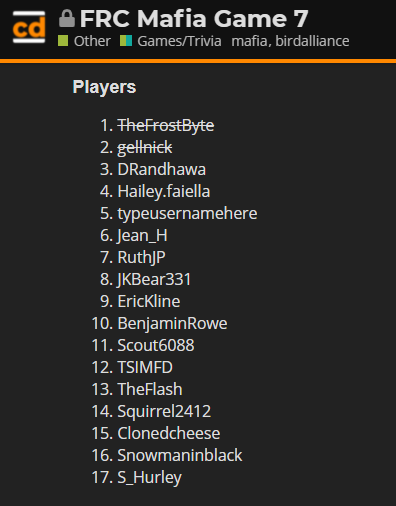 cd FRC Mafia Game 7
Other Games/Trivia mafia, birdalliance
Players
1. TheFrostByte
2. gellnick
3. DRandhawa
4. Hailey.faiella
5. typeusernamehere
6. Jean_H
7. RuthJP
8. JKBear331
9. EricKline
10. BenjaminRowe
11. Scout6088
12. TSIMFD
13. TheFlash
14. Squirrel2412
15. Clonedcheese
16. Snowmaninblack
17. S_Hurley